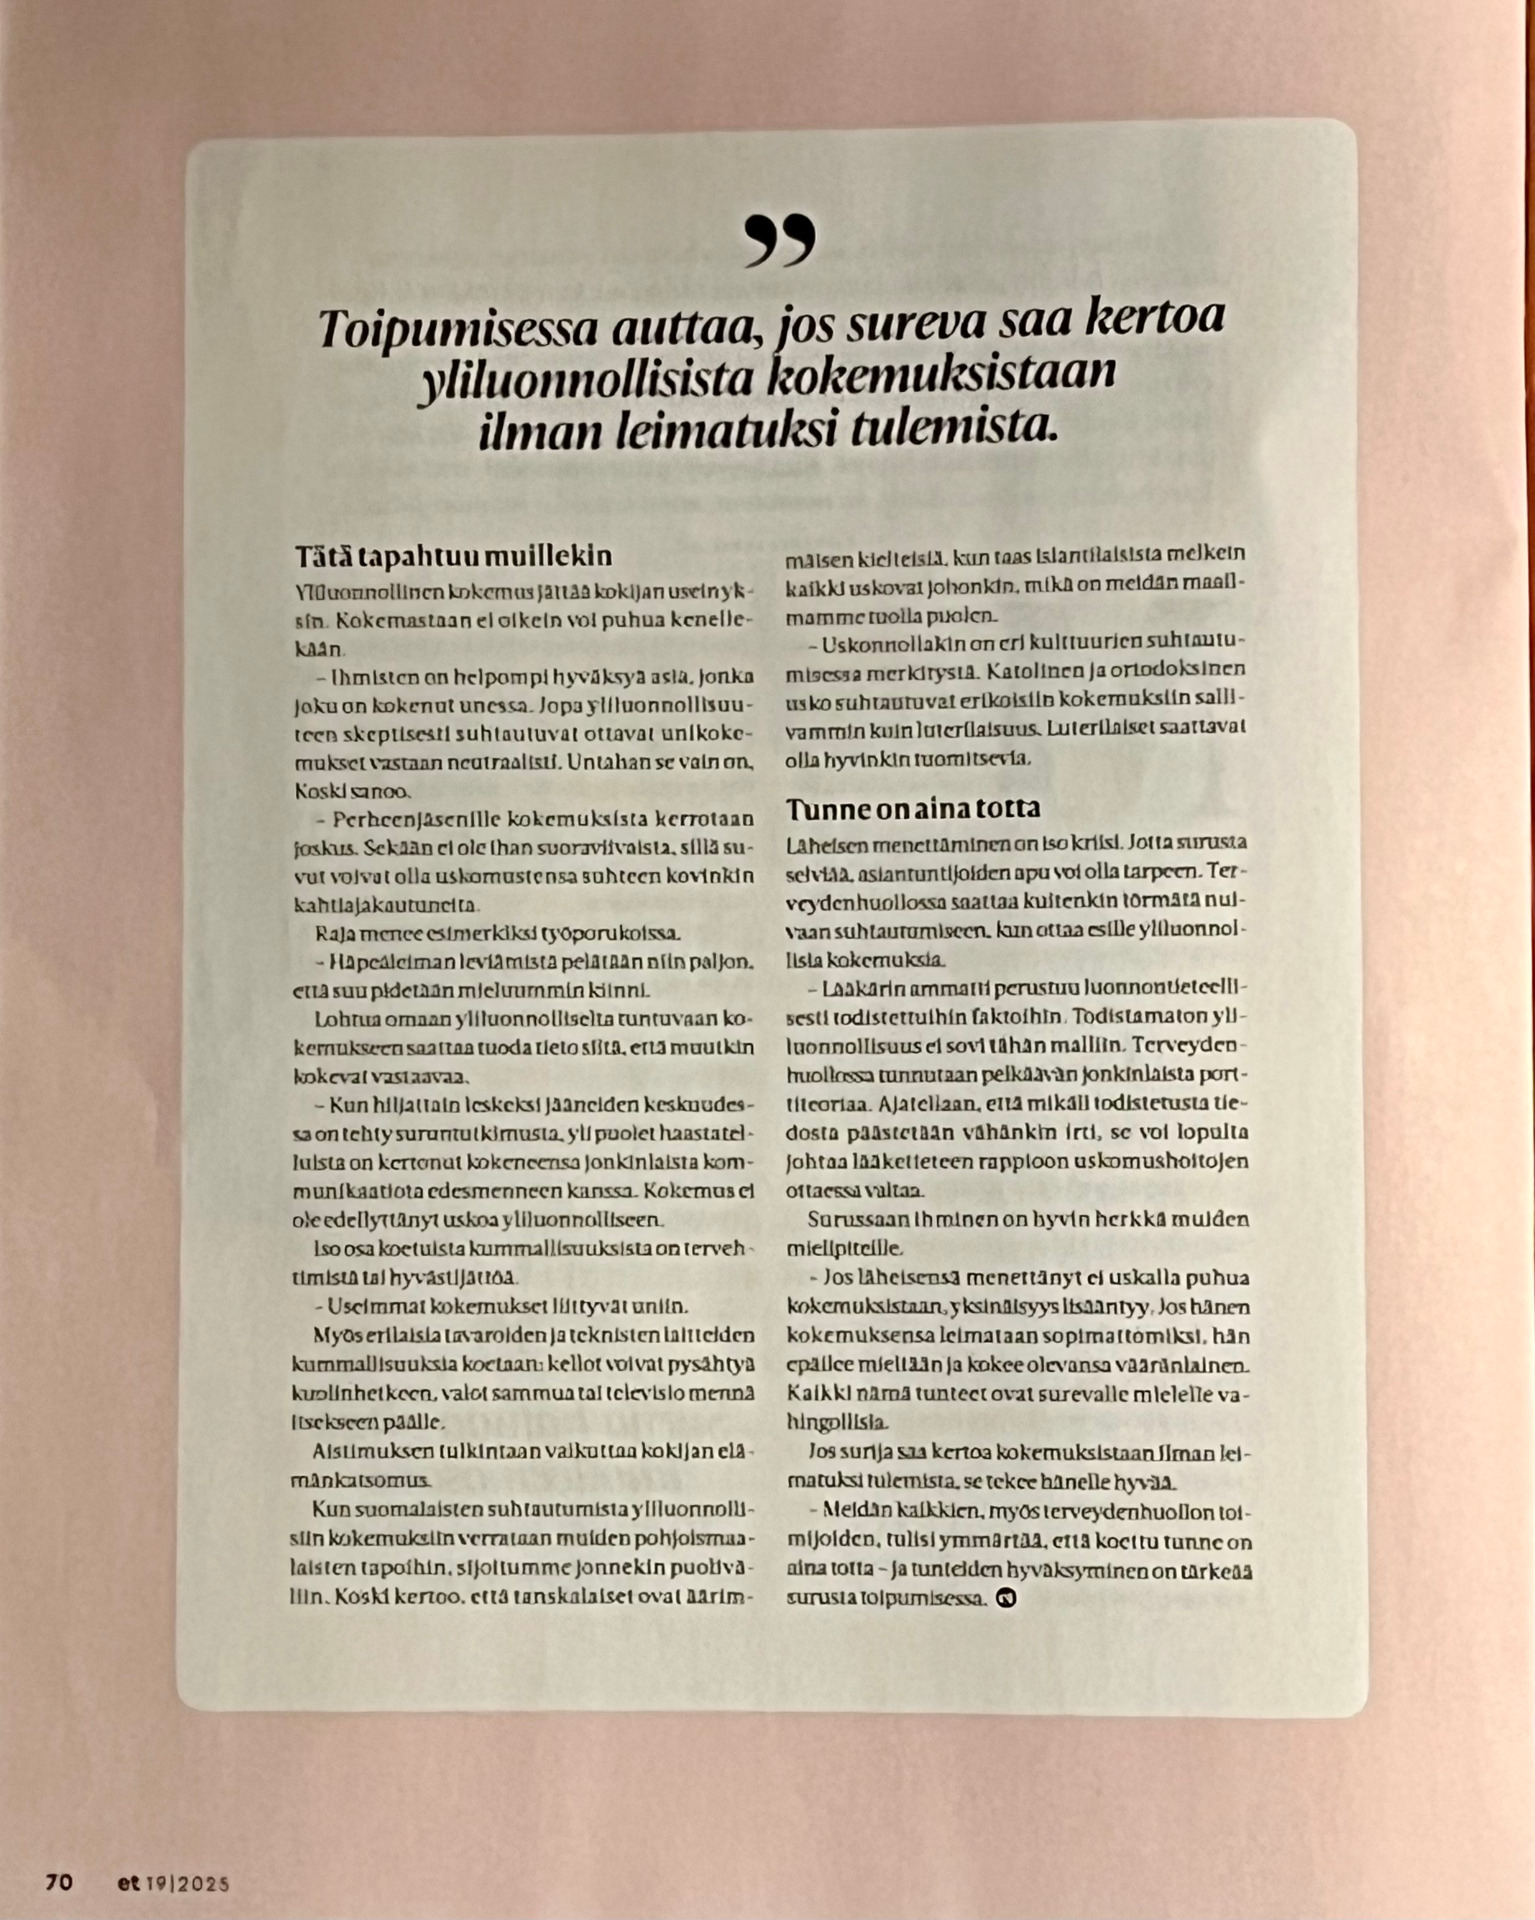 ”
Toipumisessa auttaa, jos sureva saa kertoa
yliluonnollisista kokemuksistaan
ilman leimatuksi tulemista.
Tätä tapahtuu muillekin
Yliluonnollinen kokemus jättää kokijan usein yk-
sin. Kokemastaan ei oikein voi puhua kenelle-
kään.
– Ihmisten on helpompi hyväksyä asia, jonka
joku on kokenut unessa. Jopa yliluonnollisuu-
teen skeptisesti suhtautuvat ottavat unikoke-
mukset vastaan neutraalisti. Untahan se vain on,
Koski sanoo.
– Perheenjäsenille kokemuksista kerrotaan
joskus. Sekään ei ole ihan suoraviivaista, sillä su-
vut voivat olla uskomustensa suhteen kovinkin
kahtiajakautuneita.
Raja menee esimerkiksi työporukoissa.
– Häpeäleiman leviämistä pelätään niin paljon,
että suu pidetään mieluummin kiinni.
Lohtua omaan yliluonnolliselta tuntuvaan ko-
kemukseen saattaa tuoda tieto siitä, että muutkin
kokevat vastaavaa.
– Kun hiljattain leskeksi jääneiden keskuudes-
sa on tehty suruntutkimusta, yli puolet haastatel-
luista on kertonut kokeneensa jonkinlaista kom-
munikaatiota edesmenneen kanssa. Kokemus ei
ole edellyttänyt uskoa yliluonnolliseen.
Iso osa koetuista kummallisuuksista on terveh-
timistä tai hyvästijättöä.
– Useimmat kokemukset liittyvät uniin.
Myös erilaisia tavaroiden ja teknisten laitteiden
kummallisuuksia koetaan: kellot voivat pysähtyä
kuolinhetkeen, valot sammua tai televisio mennä
itsekseen päälle.
Aistimuksen tulkintaan vaikuttaa kokijan elä-
mänkatsomus.
Kun suomalaisten suhtautumista yliluonnolli-
siin kokemuksiin verrataan muiden pohjoismaa-
laisten tapoihin, sijoitumme jonnekin puolivä-
liin. Koski kertoo, että tanskalaiset ovat äärim-
mäisen kielteisiä, kun taas islantilaisista melkein
kaikki uskovat johonkin, mikä on meidän maail-
mamme tuolla puolen.
– Uskonnollakin on eri kulttuurien suhtautu-
misessa merkitystä. Katolinen ja ortodoksinen
usko suhtautuvat erikoisiin kokemuksiin salli-
vammin kuin luterilaisuus. Luterilaiset saattavat
olla hyvinkin tuomitsevia.
Tunne on aina totta
Läheisen menettäminen on iso kriisi. Jotta surusta
selviää, asiantuntijoiden apu voi olla tarpeen. Ter-
veydenhuollossa saattaa kuitenkin törmätä nui-
vaan suhtautumiseen, kun ottaa esille yliluonnol-
lisia kokemuksia.
– Lääkärin ammatti perustuu luonnontieteelli-
sesti todistettuihin faktoihin. Todistamaton yli-
luonnollisuus ei sovi tähän malliin. Terveyden-
huollossa tunnutaan pelkäävän jonkinlaista port-
titeoriaa. Ajatellaan, että mikäli todistetusta tie-
dosta päästetään vähänkin irti, se voi lopulta
johtaa lääketieteen rappioon uskomushoitojen
ottaessa valtaa.
Surussaan ihminen on hyvin herkkä muiden
mielipiteille.
– Jos läheisensä menettänyt ei uskalla puhua
kokemuksistaan, yksinäisyys lisääntyy. Jos hänen
kokemuksensa leimataan sopimattomiksi, hän
epäilee mieltään ja kokee olevansa vääränlainen.
Kaikki nämä tunteet ovat surevalle mielelle va-
hingollisia.
Jos surija saa kertoa kokemuksistaan ilman lei-
matuksi tulemista, se tekee hänelle hyvää.
– Meidän kaikkien, myös terveydenhuollon toi-
mijoiden, tulisi ymmärtää, että koettu tunne on
aina totta – ja tunteiden hyväksyminen on tärkeää
surusta toipumisessa.
70 et 19|2025